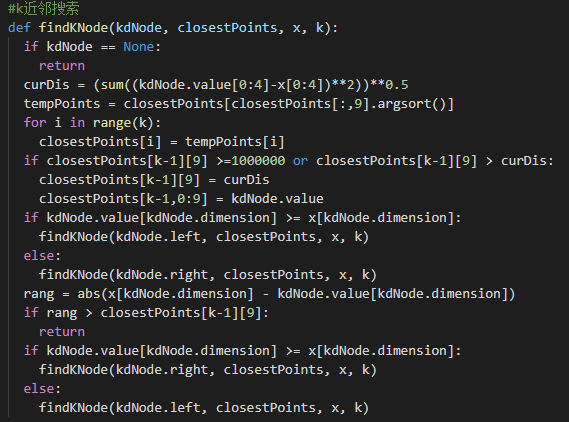 #k近邻搜索
def findKNode(kdNode, closestPoints, x, k):
  if kdNode == None:
    return
  curDis = (sum((kdNode.value[0:4]-x[0:4])**2))**0.5
  tempPoints = closestPoints[closestPoints[:,9].argsort()]
  for i in range(k):
    closestPoints[i] = tempPoints[i]
  if closestPoints[k-1][9] >=1000000 or closestPoints[k-1][9] > curDis:
    closestPoints[k-1][9] = curDis
    closestPoints[k-1,0:9] = kdNode.value
  if kdNode.value[kdNode.dimension] >= x[kdNode.dimension]:
    findKNode(kdNode.left, closestPoints, x, k)
  else:
    findKNode(kdNode.right, closestPoints, x, k)
  rang = abs(x[kdNode.dimension] - kdNode.value[kdNode.dimension])
  if rang > closestPoints[k-1][9]:
    return
  if kdNode.value[kdNode.dimension] >= x[kdNode.dimension]:
    findKNode(kdNode.right, closestPoints, x, k)
  else:
    findKNode(kdNode.left, closestPoints, x, k)